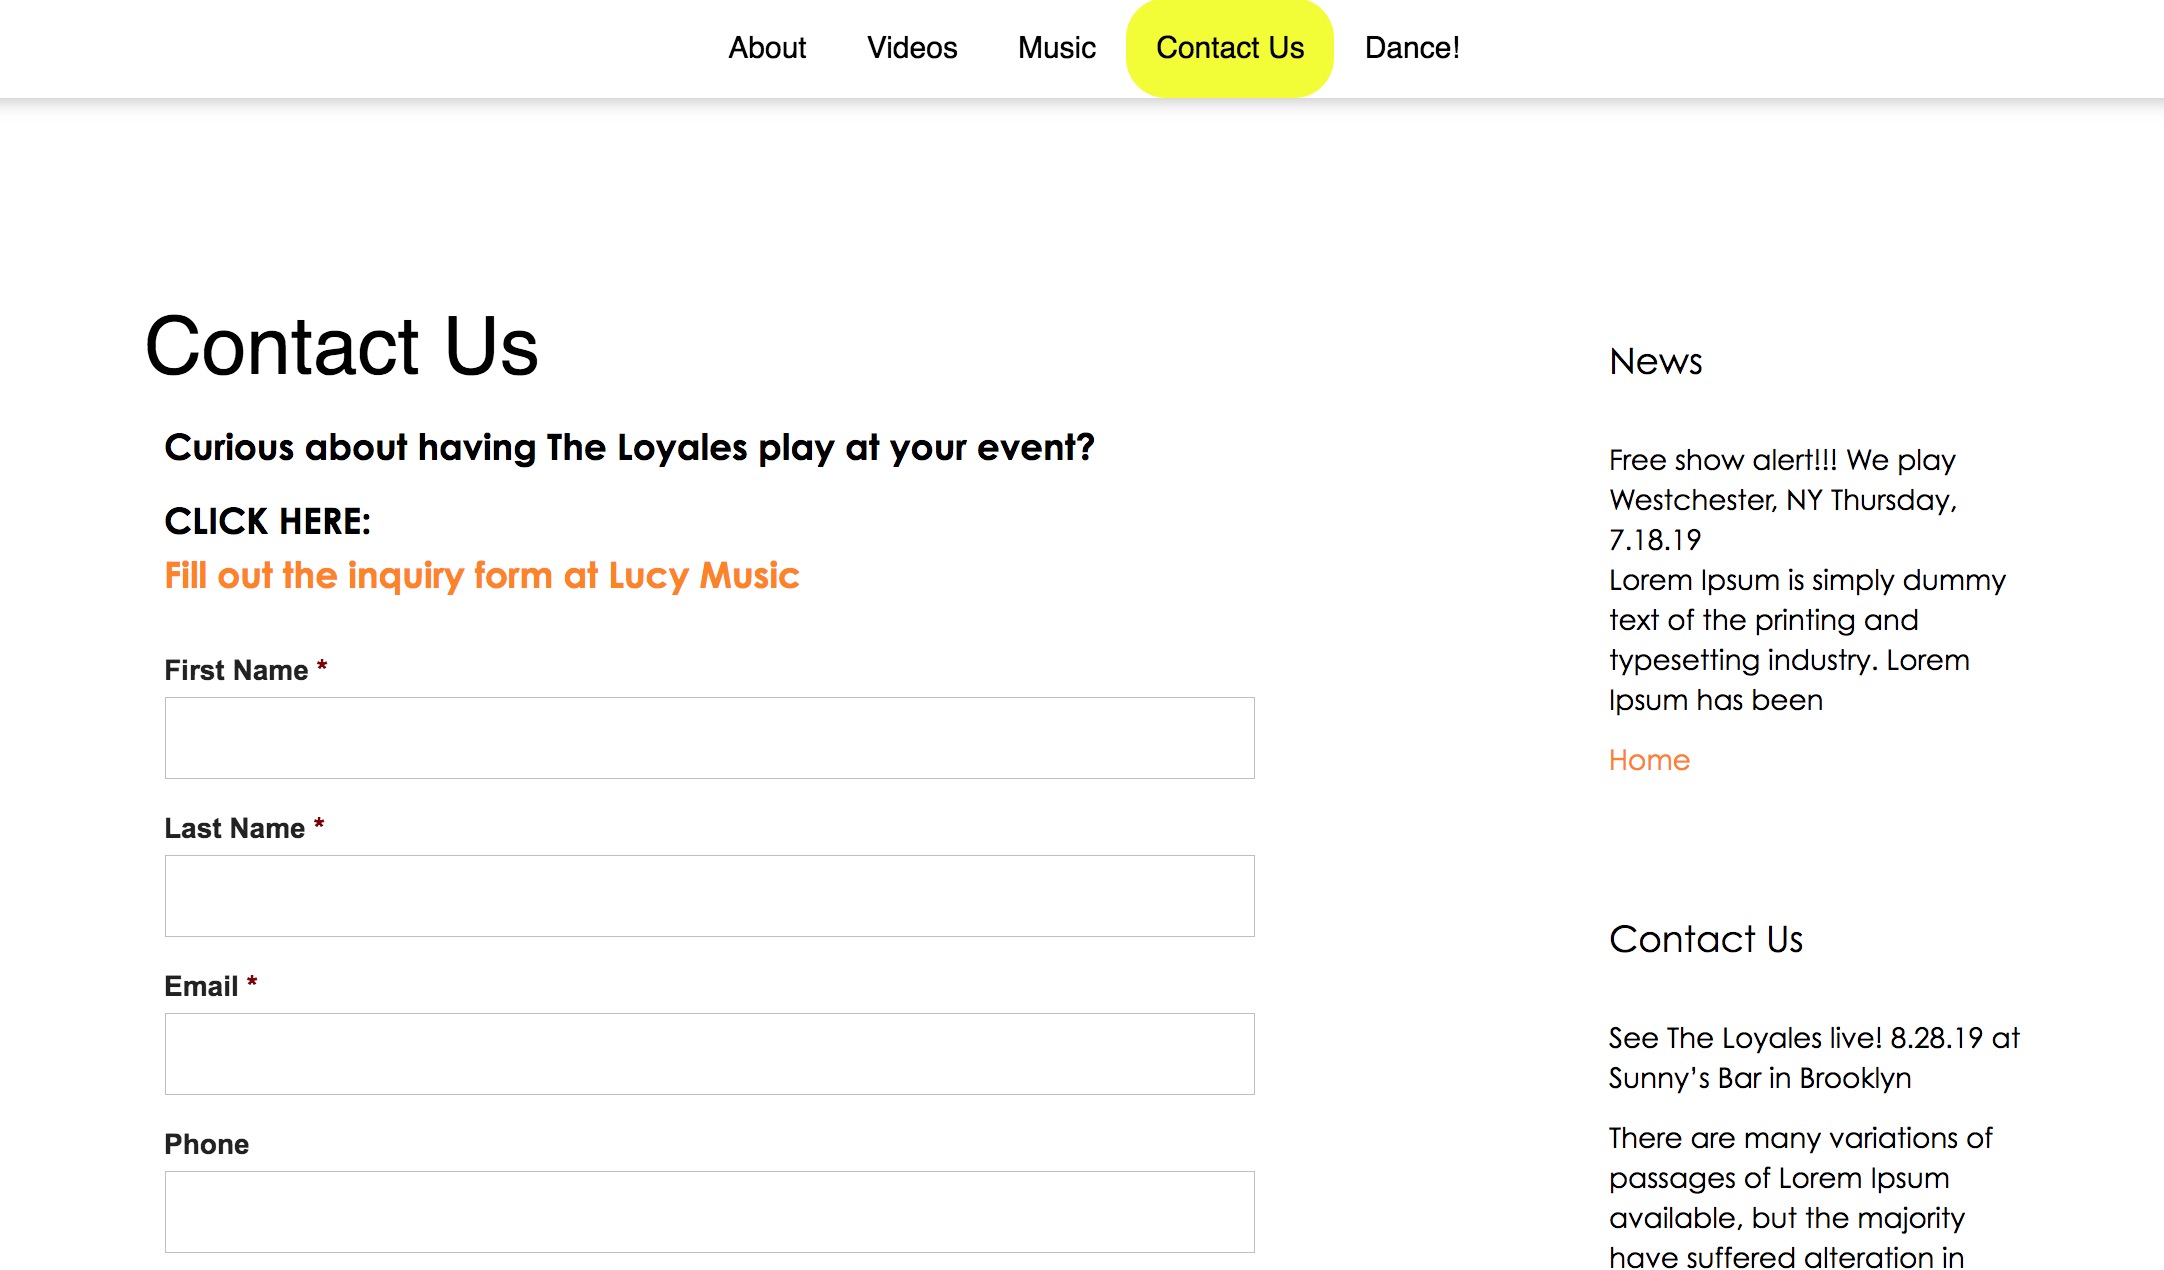 About Videos Music Contact Us Dance!
Contact Us
Curious about having The Loyales play at your event?
CLICK HERE:
Fill out the inquiry form at Lucy Music
First Name *
Last Name *
Email *
Phone
News
Free show alert!!! We play
Westchester, NY Thursday,
7.18.19
Lorem Ipsum is simply dummy
text of the printing and
typesetting industry. Lorem
Ipsum has been
Home
Contact Us
See The Loyales live! 8.28.19 at
Sunny’s Bar in Brooklyn
There are many variations of
passages of Lorem Ipsum
available, but the majority
have suffered alteration in